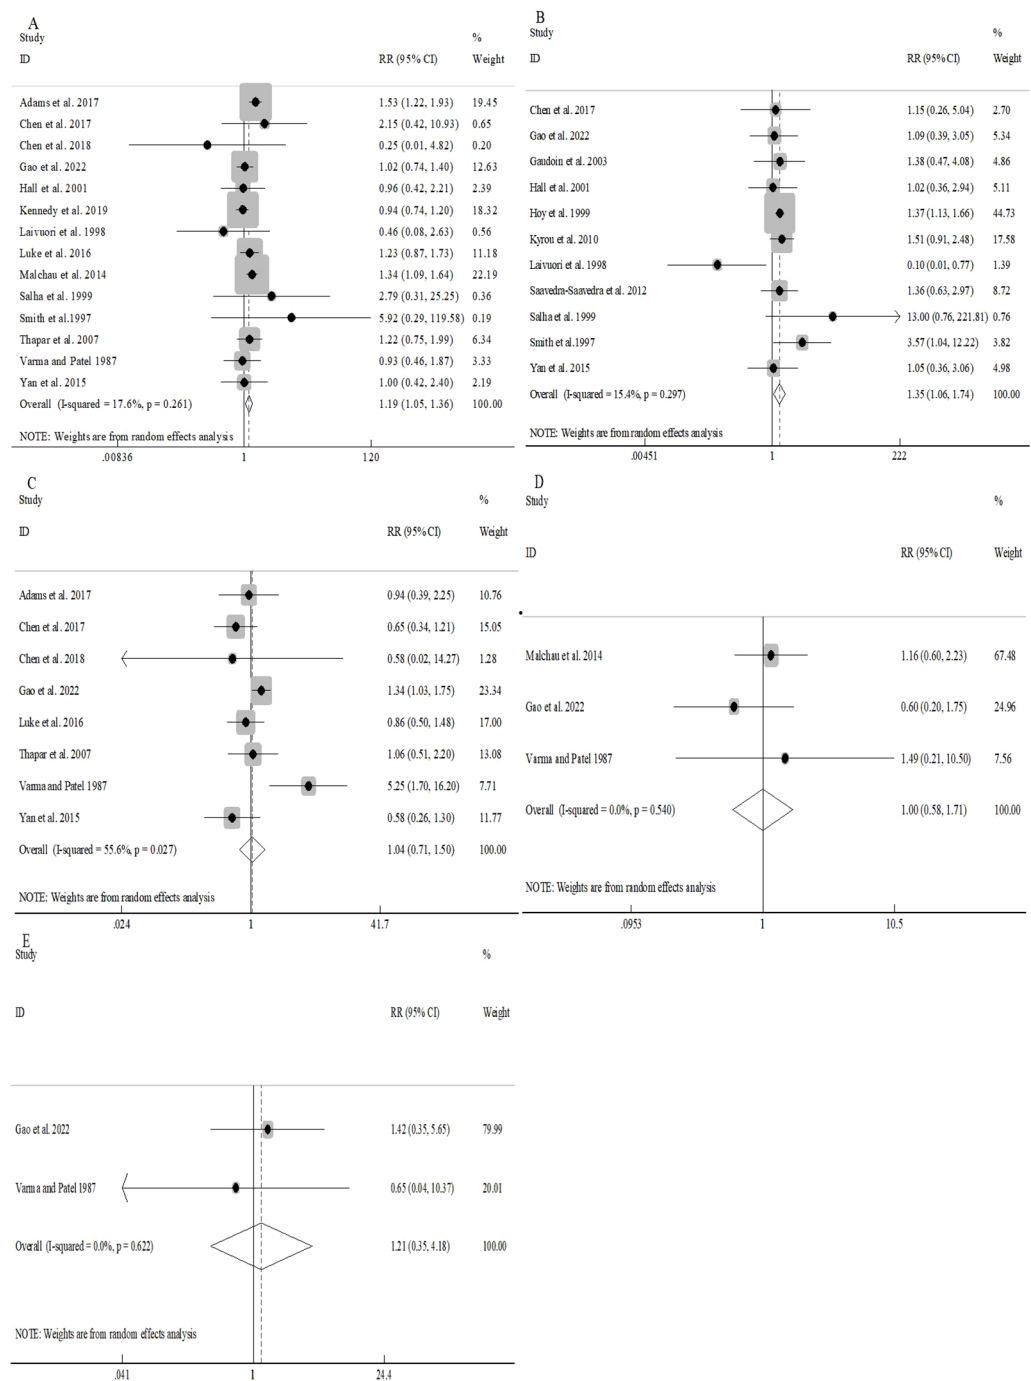 A
Study %
ID RR (95% CI) Weight
Adams et al. 2017 1.53 (1.22, 1.93) 19.45
Chen et al. 2017 2.15 (0.42, 10.93) 0.65
Chen et al. 2018 0.25 (0.01, 4.82) 0.20
Gao et al. 2022 1.02 (0.74, 1.40) 12.63
Hall et al. 2001 0.96 (0.42, 2.21) 2.39
Kennedy et al. 2019 0.94 (0.74, 1.20) 18.32
Laivuori et al. 1998 0.46 (0.08, 2.63) 0.56
Luke et al. 2016 1.23 (0.87, 1.73) 11.18
Malchau et al. 2014 1.34 (1.09, 1.64) 22.19
Salha et al. 1999 2.79 (0.31, 25.25) 0.36
Smith et al.1997 5.92 (0.29, 119.58) 0.19
Thapar et al. 2007 1.22 (0.75, 1.99) 6.34
Varma and Patel 1987 0.93 (0.46, 1.87) 3.33
Yan et al. 2015 1.00 (0.42, 2.40) 2.19
Overall (I-squared = 17.6%, p = 0.261) 1.19 (1.05, 1.36) 100.00
NOTE: Weights are from random effects analysis
.00836 1 120
B
Study %
ID RR (95% CI) Weight
Chen et al. 2017 1.15 (0.26, 5.04) 2.70
Gao et al. 2022 1.09 (0.39, 3.05) 5.34
Gaudoin et al. 2003 1.38 (0.47, 4.08) 4.86
Hall et al. 2001 1.02 (0.36, 2.94) 5.11
Hoy et al. 1999 1.37 (1.13, 1.66) 44.73
Kyrou et al. 2010 1.51 (0.91, 2.48) 17.58
Laivuori et al. 1998 0.10 (0.01, 0.77) 1.39
Saavedra-Saavedra et al. 2012 1.36 (0.63, 2.97) 8.72
Salha et al. 1999 13.00 (0.76, 221.81) 0.76
Smith et al.1997 3.57 (1.04, 12.22) 3.82
Yan et al. 2015 1.05 (0.36, 3.06) 4.98
Overall (I-squared = 15.4%, p = 0.297) 1.35 (1.06, 1.74) 100.00
NOTE: Weights are from random effects analysis
.00451 1 222
C
Study %
ID RR (95% CI) Weight
Adams et al. 2017 0.94 (0.39, 2.25) 10.76
Chen et al. 2017 0.65 (0.34, 1.21) 15.05
Chen et al. 2018 0.58 (0.02, 14.27) 1.28
Gao et al. 2022 1.34 (1.03, 1.75) 23.34
Luke et al. 2016 0.86 (0.50, 1.48) 17.00
Thapar et al. 2007 1.06 (0.51, 2.20) 13.08
Varma and Patel 1987 5.25 (1.70, 16.20) 7.71
Yan et al. 2015 0.58 (0.26, 1.30) 11.77
Overall (I-squared = 55.6%, p = 0.027) 1.04 (0.71, 1.50) 100.00
NOTE: Weights are from random effects analysis
.024 1 41.7
D
Study %
ID RR (95% CI) Weight
Malchau et al. 2014 1.16 (0.60, 2.23) 67.48
Gao et al. 2022 0.60 (0.20, 1.75) 24.96
Varma and Patel 1987 1.49 (0.21, 10.50) 7.56
Overall (I-squared = 0.0%, p = 0.540) 1.00 (0.58, 1.71) 100.00
NOTE: Weights are from random effects analysis
.0953 1 10.5
E
Study %
ID RR (95% CI) Weight
Gao et al. 2022 1.42 (0.35, 5.65) 79.99
Varma and Patel 1987 0.65 (0.04, 10.37) 20.01
Overall (I-squared = 0.0%, p = 0.622) 1.21 (0.35, 4.18) 100.00
NOTE: Weights are from random effects analysis
.041 1 24.4